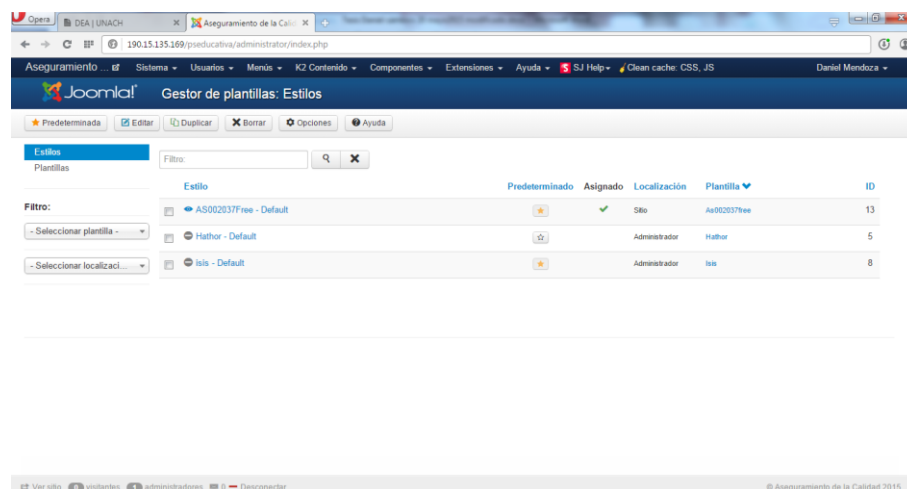 Opera
DEA | UNACH
Aseguramiento de la Cali
190.15.135.169/pseducativa/administrator/index.php
Aseguramiento ... Sistema Usuarios Menús K2 Contenido Componentes Extensiones Ayuda S SJ Help Clean cache: CSS, JS Daniel Mendoza
Joomla! Gestor de plantillas: Estilos
Predeterminada Editar Duplicar Borrar Opciones Ayuda
Estilos
Plantillas
Filtro:
- Seleccionar plantilla -
- Seleccionar localizaci...
Filtro:
Estilo Predeterminado Asignado Localización Plantilla ID
AS002037Free - Default Sitio As002037free 13
Hathor - Default Administrador Hathor 5
isis - Default Administrador Isis 8
Ver sitio 0 visitantes 1 administradores 0 Desconectar © Aseguramiento de la Calidad 2015